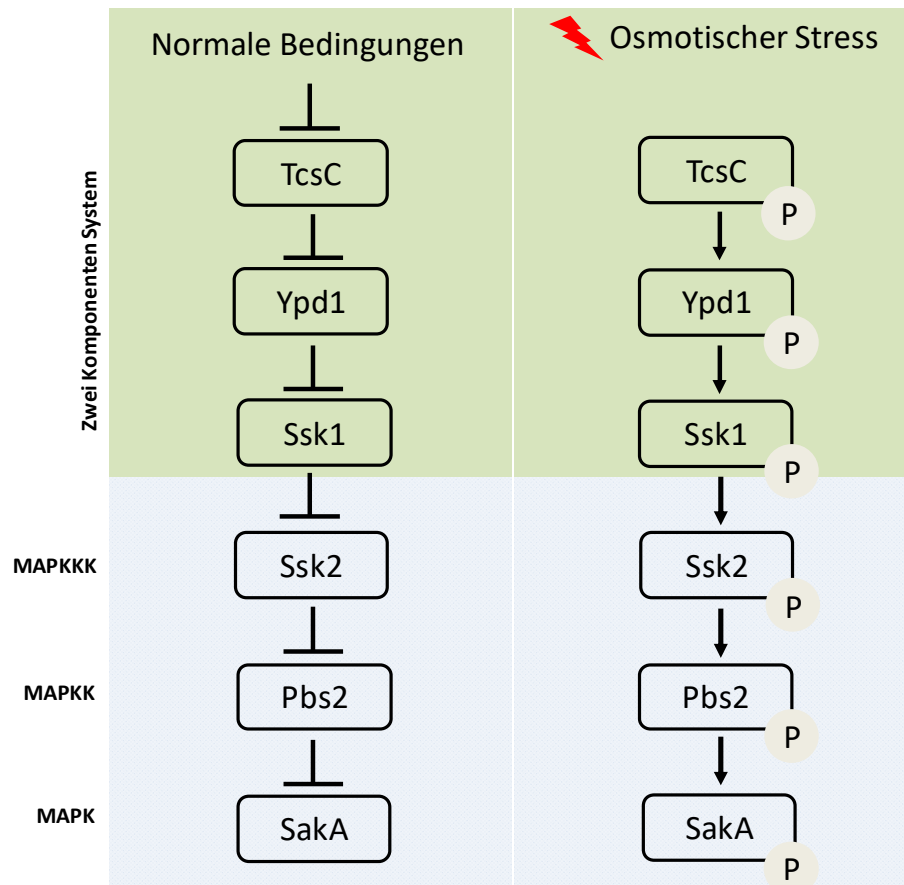 Normale Bedingungen
Osmotischer Stress
Zwei Komponenten System
TcsC
TcsC
P
Ypd1
Ypd1
P
Ssk1
Ssk1
P
MAPKKK
Ssk2
Ssk2
P
MAPKK
Pbs2
Pbs2
P
MAPK
SakA
SakA
P